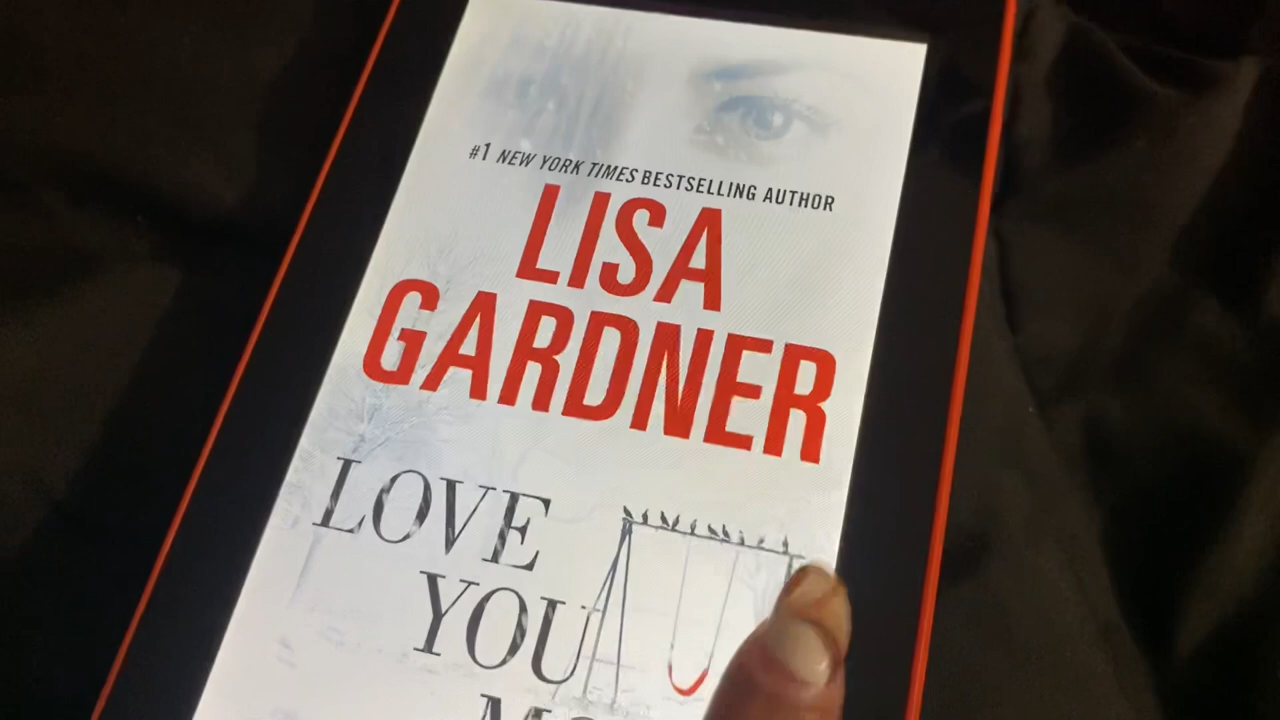 #1 NEW YORK TIMES BESTSELLING AUTHOR
LISA
GARDNER
LOVE
YOU